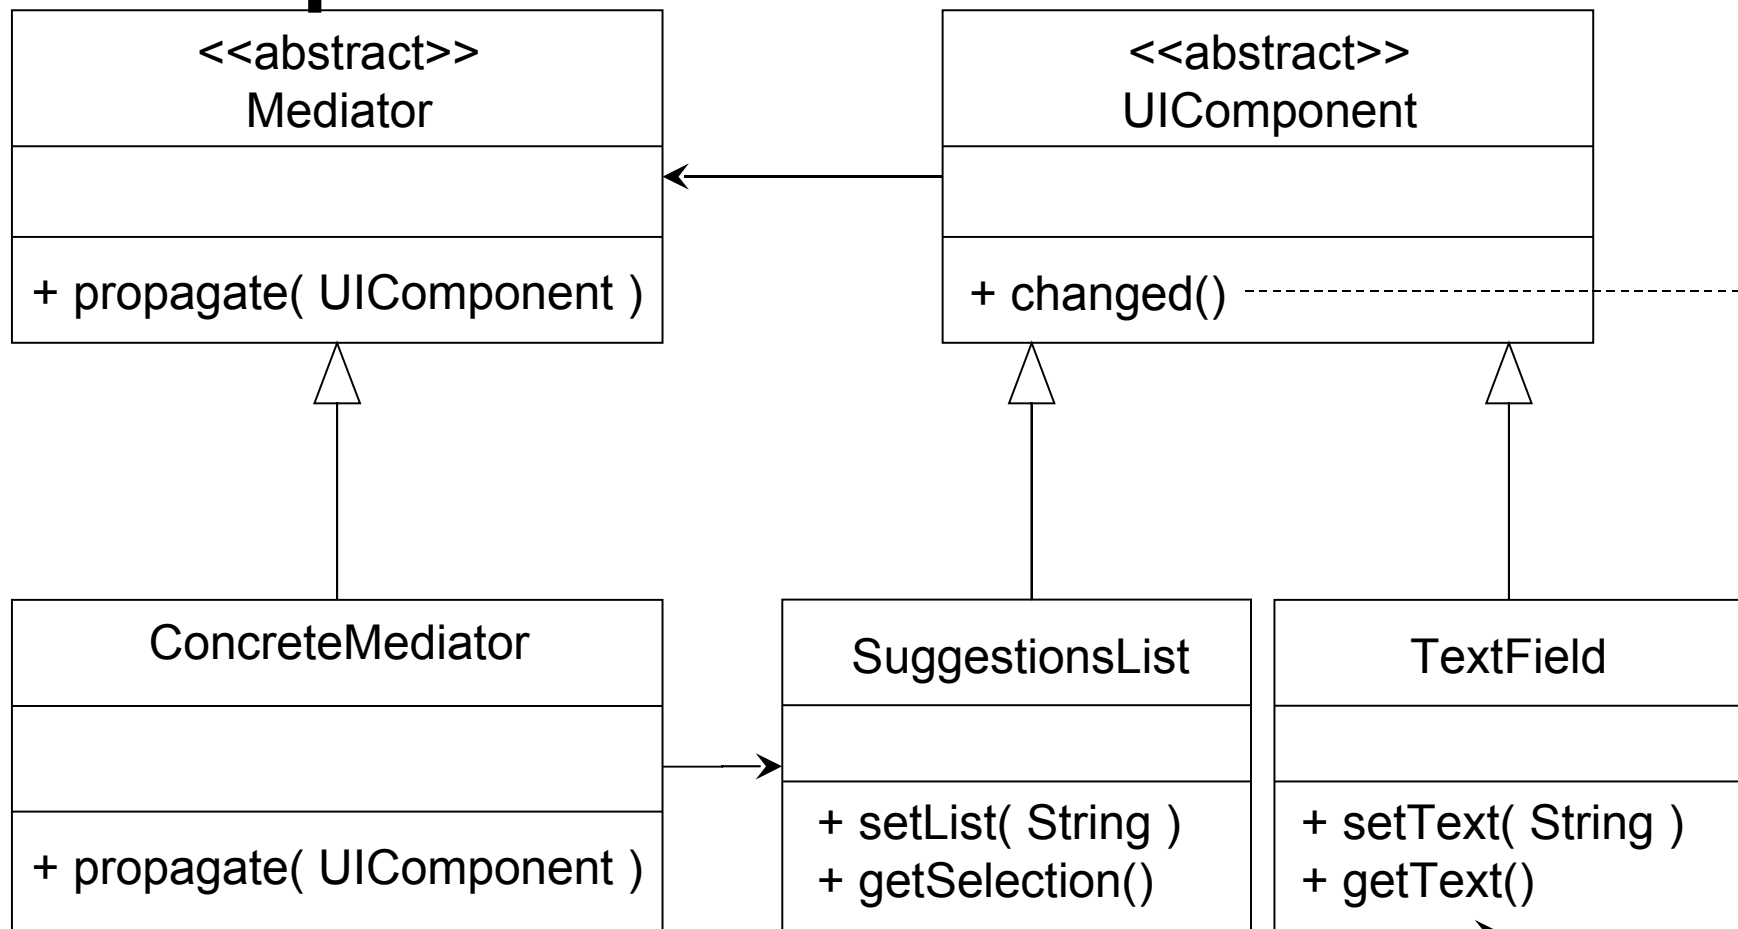 <<abstract>>
Mediator
+ propagate( UIComponent )
<<abstract>>
UIComponent
+ changed()
ConcreteMediator
+ propagate( UIComponent )
SuggestionsList
+ setList( String )
+ getSelection()
TextField
+ setText( String )
+ getText()